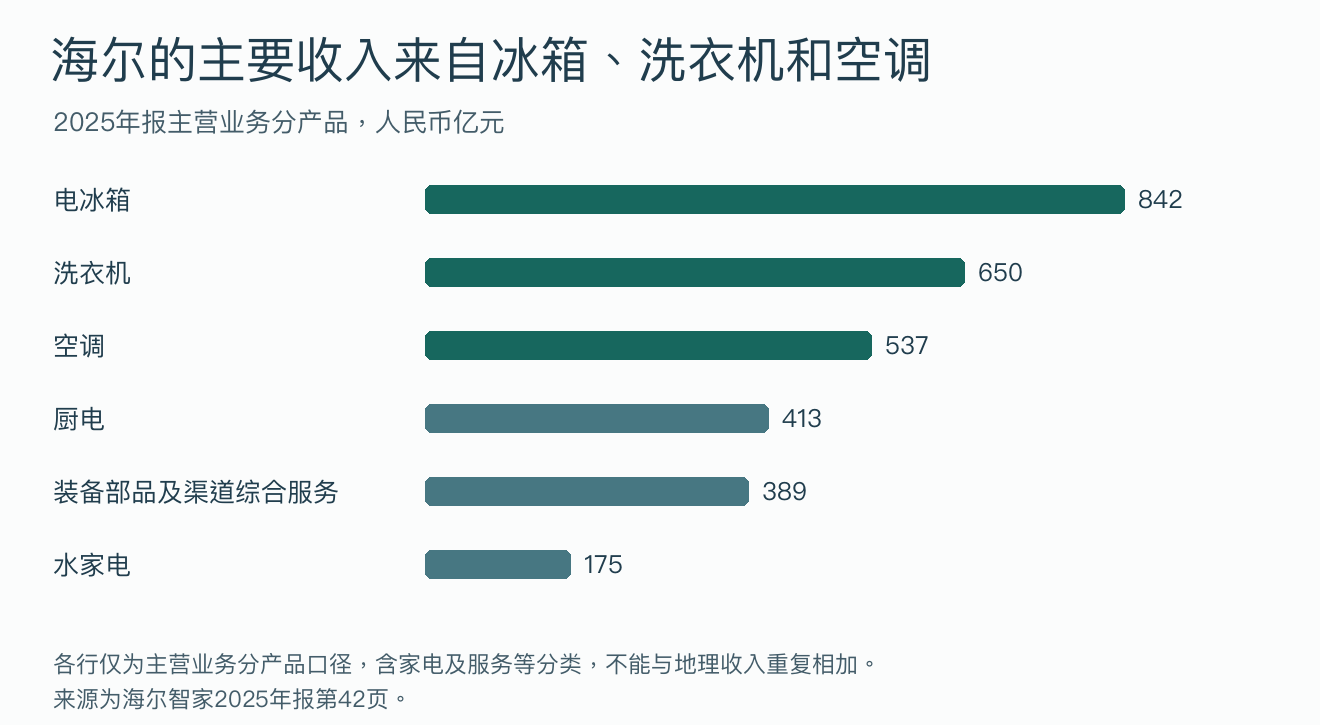 海尔的主要收入来自冰箱、洗衣机和空调
2025年报主营业务分产品，人民币亿元
电冰箱 842
洗衣机 650
空调 537
厨电 413
装备部品及渠道综合服务 389
水家电 175
各行仅为主营业务分产品口径，含家电及服务等分类，不能与地理收入重复相加。
来源为海尔智家2025年报第42页。